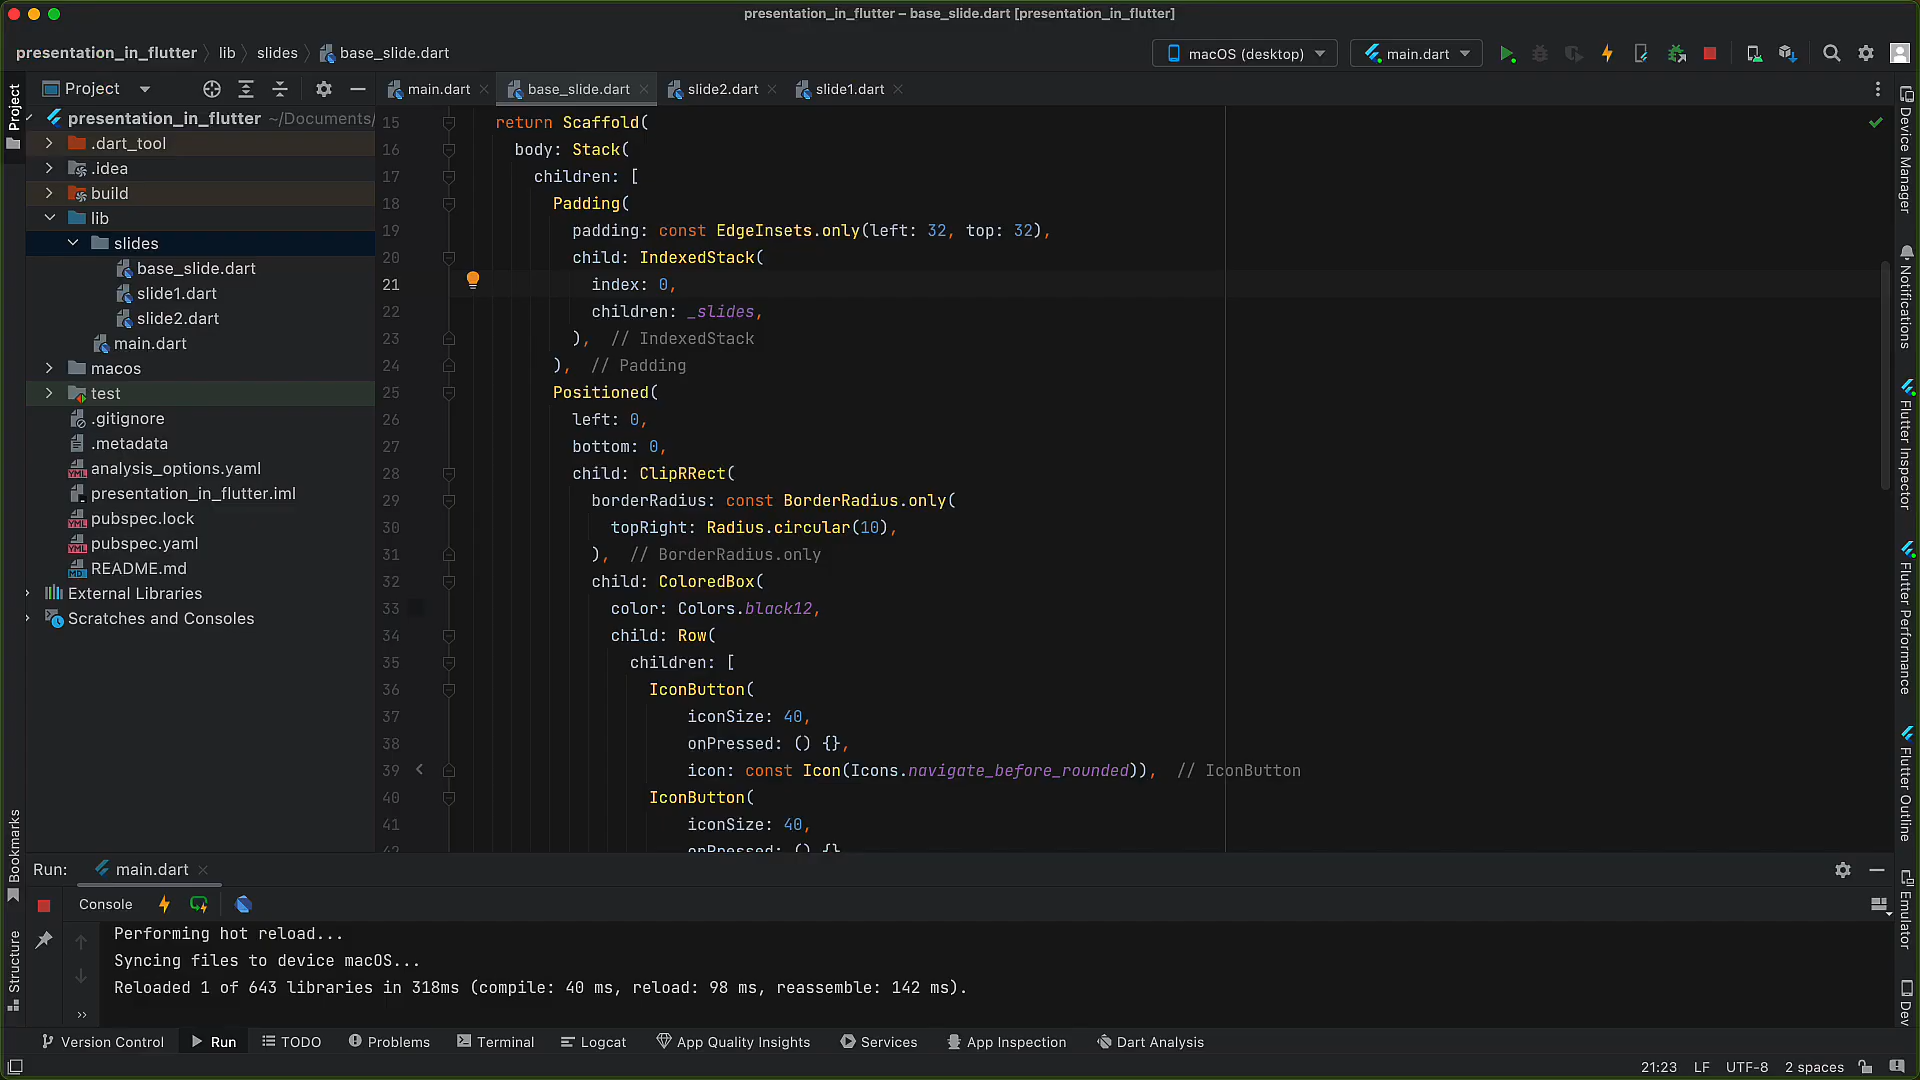 presentation_in_flutter – base_slide.dart [presentation_in_flutter]
presentation_in_flutter lib slides base_slide.dart
macOS (desktop) main.dart
Project
main.dart base_slide.dart slide2.dart slide1.dart
presentation_in_flutter ~/Documents/
.dart_tool
.idea
build
lib
slides
base_slide.dart
slide1.dart
slide2.dart
main.dart
macos
test
.gitignore
.metadata
analysis_options.yaml
presentation_in_flutter.iml
pubspec.lock
pubspec.yaml
README.md
External Libraries
Scratches and Consoles
15 return Scaffold(
16 body: Stack(
17 children: [
18 Padding(
19 padding: const EdgeInsets.only(left: 32, top: 32),
20 child: IndexedStack(
21 index: 0,
22 children: _slides,
23 ), // IndexedStack
24 ), // Padding
25 Positioned(
26 left: 0,
27 bottom: 0,
28 child: ClipRRect(
29 borderRadius: const BorderRadius.only(
30 topRight: Radius.circular(10),
31 ), // BorderRadius.only
32 child: ColoredBox(
33 color: Colors.black12,
34 child: Row(
35 children: [
36 IconButton(
37 iconSize: 40,
38 onPressed: () {},
39 icon: const Icon(Icons.navigate_before_rounded)), // IconButton
40 IconButton(
41 iconSize: 40,
42 onPressed: () {}
Project
Bookmarks
Structure
Device Manager
Notifications
Flutter Inspector
Flutter Performance
Flutter Outline
Emulator
Dev
Run: main.dart
Console
Performing hot reload...
Syncing files to device macOS...
Reloaded 1 of 643 libraries in 318ms (compile: 40 ms, reload: 98 ms, reassemble: 142 ms).
Version Control Run TODO Problems Terminal Logcat App Quality Insights Services App Inspection Dart Analysis
21:23 LF UTF-8 2 spaces